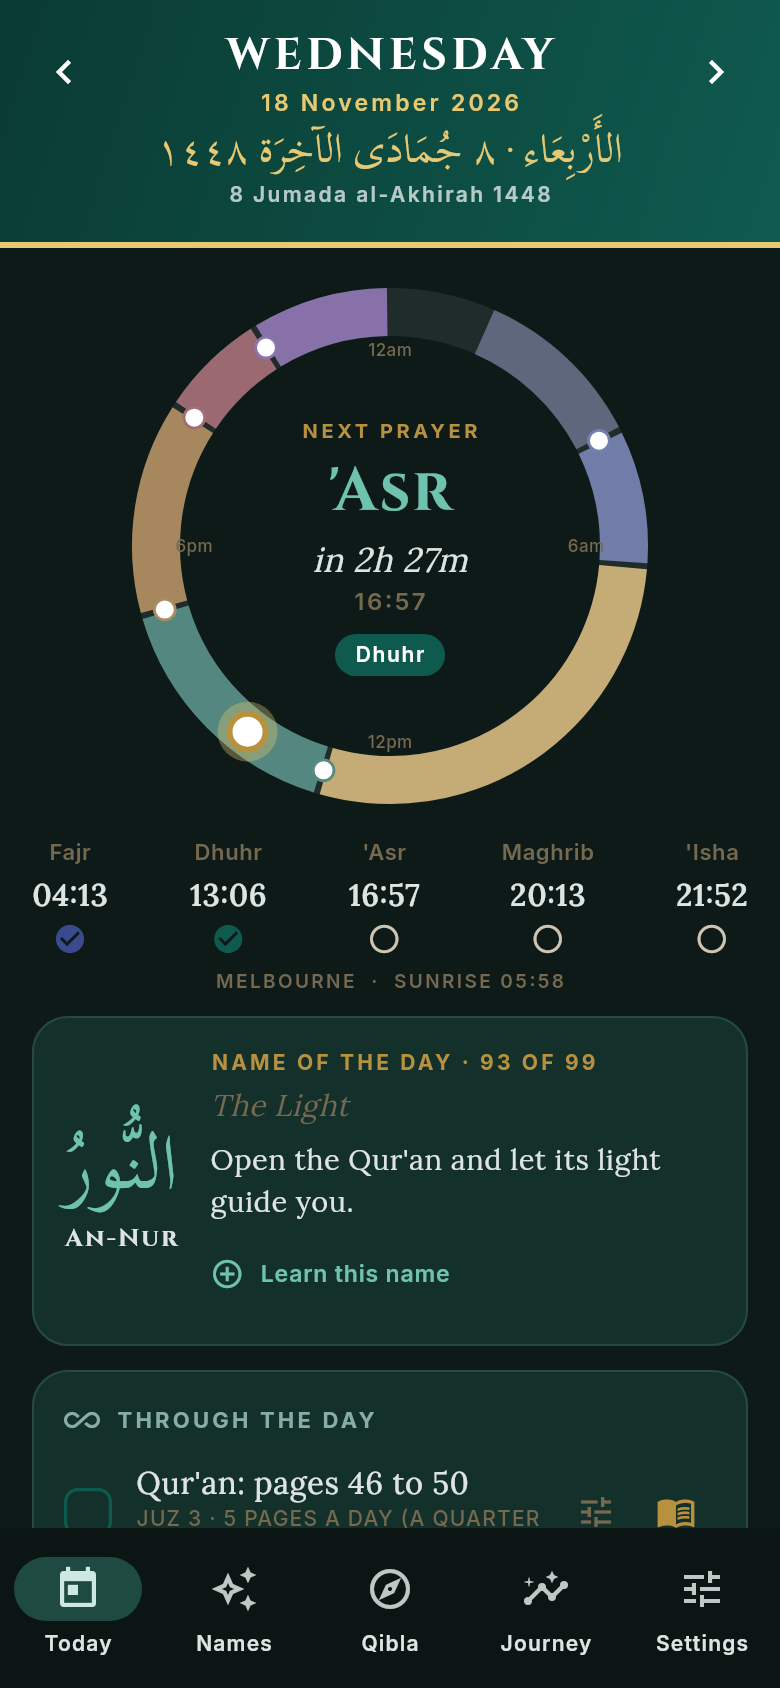 WEDNESDAY
18 November 2026
الأَرْبِعَاء · ٨ جُمَادَى الآخِرَة ١٤٤٨
8 Jumada al-Akhirah 1448
12am
NEXT PRAYER
'Asr
6pm
6am
in 2h 27m
16:57
Dhuhr
12pm
Fajr Dhuhr 'Asr Maghrib 'Isha
04:13 13:06 16:57 20:13 21:52
MELBOURNE · SUNRISE 05:58
NAME OF THE DAY · 93 OF 99
The Light
النُّورُ
An-Nur
Open the Qur'an and let its light
guide you.
Learn this name
THROUGH THE DAY
Qur'an: pages 46 to 50
JUZ 3 · 5 PAGES A DAY (A QUARTER
Today Names Qibla Journey Settings